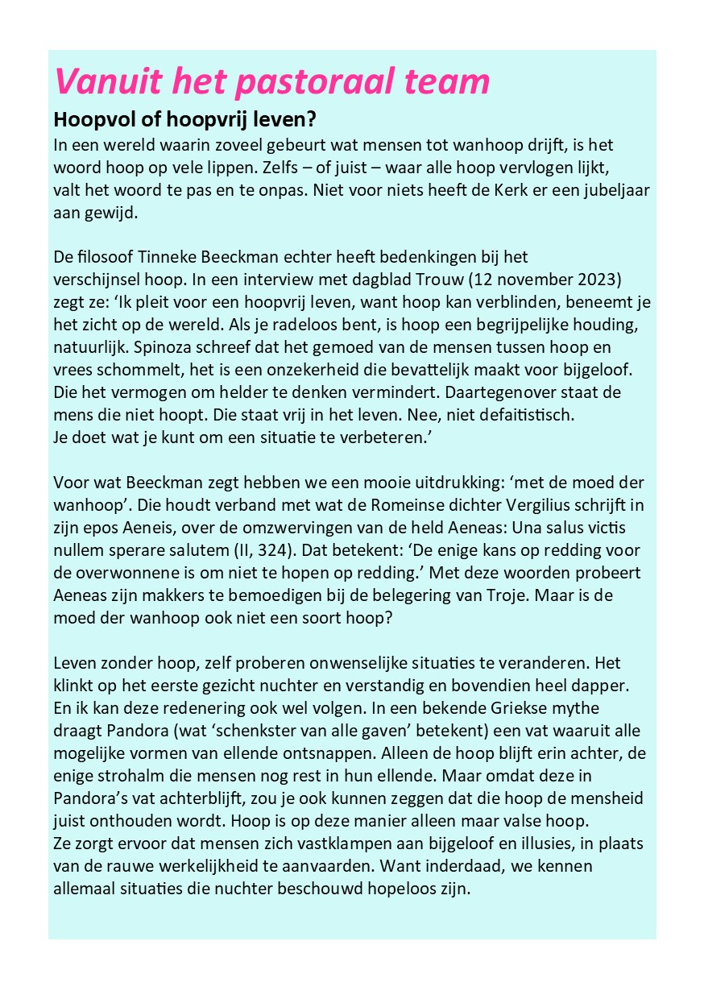 Vanuit het pastoraal team
Hoopvol of hoopvrij leven?
In een wereld waarin zoveel gebeurt wat mensen tot wanhoop drijft, is het
woord hoop op vele lippen. Zelfs – of juist – waar alle hoop vervlogen lijkt,
valt het woord te pas en te onpas. Niet voor niets heeft de Kerk er een jubeljaar
aan gewijd.
De filosoof Tinneke Beeckman echter heeft bedenkingen bij het
verschijnsel hoop. In een interview met dagblad Trouw (12 november 2023)
zegt ze: ‘Ik pleit voor een hoopvrij leven, want hoop kan verblinden, beneemt je
het zicht op de wereld. Als je radeloos bent, is hoop een begrijpelijke houding,
natuurlijk. Spinoza schreef dat het gemoed van de mensen tussen hoop en
vrees schommelt, het is een onzekerheid die bevattelijk maakt voor bijgeloof.
Die het vermogen om helder te denken vermindert. Daartegenover staat de
mens die niet hoopt. Die staat vrij in het leven. Nee, niet defaitistisch.
Je doet wat je kunt om een situatie te verbeteren.’
Voor wat Beeckman zegt hebben we een mooie uitdrukking: ‘met de moed der
wanhoop’. Die houdt verband met wat de Romeinse dichter Vergilius schrijft in
zijn epos Aeneis, over de omzwervingen van de held Aeneas: Una salus victis
nullem sperare salutem (II, 324). Dat betekent: ‘De enige kans op redding voor
de overwonnene is om niet te hopen op redding.’ Met deze woorden probeert
Aeneas zijn makkers te bemoedigen bij de belegering van Troje. Maar is de
moed der wanhoop ook niet een soort hoop?
Leven zonder hoop, zelf proberen onwenselijke situaties te veranderen. Het
klinkt op het eerste gezicht nuchter en verstandig en bovendien heel dapper.
En ik kan deze redenering ook wel volgen. In een bekende Griekse mythe
draagt Pandora (wat ‘schenkster van alle gaven’ betekent) een vat waaruit alle
mogelijke vormen van ellende ontsnappen. Alleen de hoop blijft erin achter, de
enige strohalm die mensen nog rest in hun ellende. Maar omdat deze in
Pandora’s vat achterblijft, zou je ook kunnen zeggen dat die hoop de mensheid
juist onthouden wordt. Hoop is op deze manier alleen maar valse hoop.
Ze zorgt ervoor dat mensen zich vastklampen aan bijgeloof en illusies, in plaats
van de rauwe werkelijkheid te aanvaarden. Want inderdaad, we kennen
allemaal situaties die nuchter beschouwd hopeloos zijn.